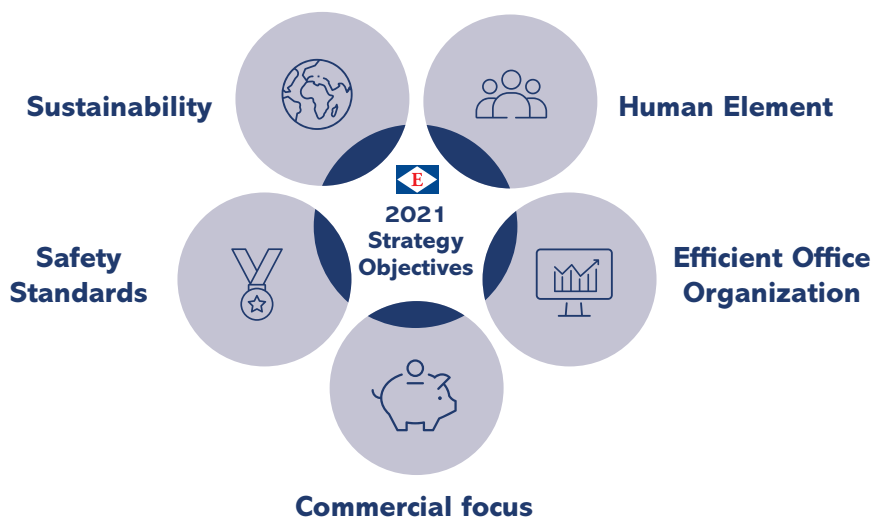 Sustainability
Human Element
E
2021
Strategy
Objectives
Safety
Standards
Efficient Office
Organization
Commercial focus